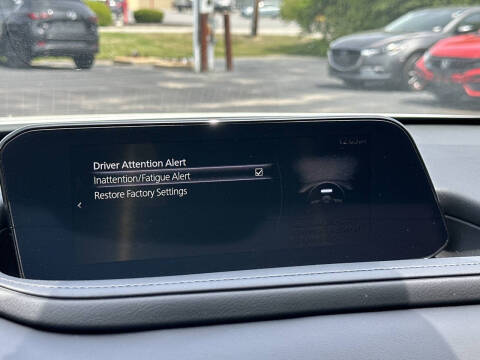 Driver Attention Alert
Inattention/Fatigue Alert
Restore Factory Settings